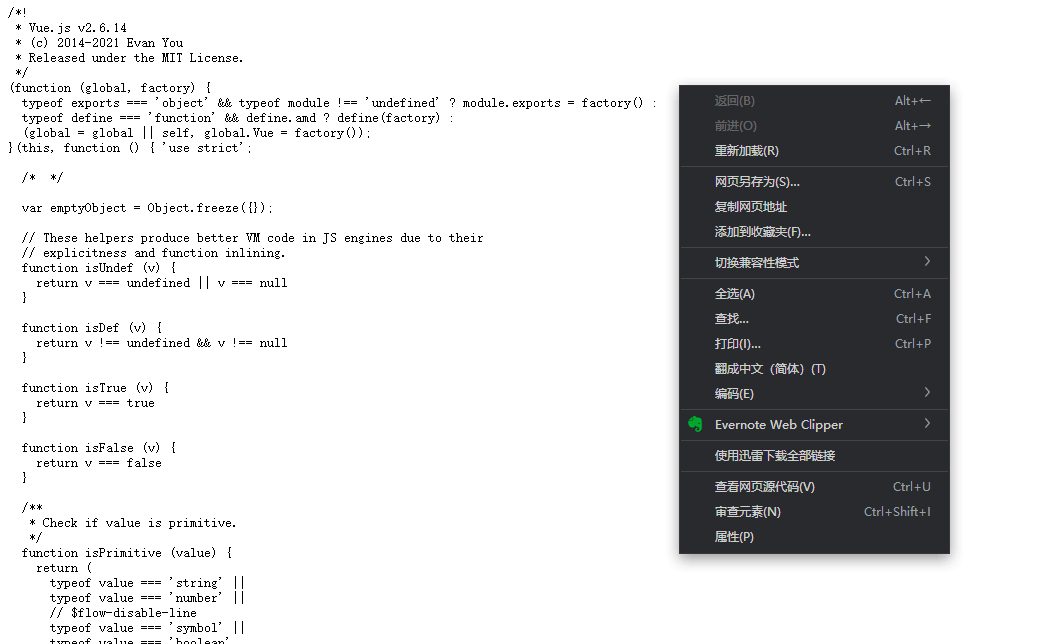 /*!
 * Vue.js v2.6.14
 * (c) 2014-2021 Evan You
 * Released under the MIT License.
 */
(function (global, factory) {
  typeof exports === 'object' && typeof module !== 'undefined' ? module.exports = factory() :
  typeof define === 'function' && define.amd ? define(factory) :
  (global = global || self, global.Vue = factory());
}(this, function () { 'use strict';

  /*  */

  var emptyObject = Object.freeze({});

  // These helpers produce better VM code in JS engines due to their
  // explicitness and function inlining.
  function isUndef (v) {
    return v === undefined || v === null
  }

  function isDef (v) {
    return v !== undefined && v !== null
  }

  function isTrue (v) {
    return v === true
  }

  function isFalse (v) {
    return v === false
  }

  /**
   * Check if value is primitive.
   */
  function isPrimitive (value) {
    return (
      typeof value === 'string' ||
      typeof value === 'number' ||
      // $flow-disable-line
      typeof value === 'symbol' ||
      typeof value === 'boolean'
返回(B) Alt+←
前进(O) Alt+→
重新加载(R) Ctrl+R
网页另存为(S)... Ctrl+S
复制网页地址
添加到收藏夹(F)...
切换兼容性模式
全选(A) Ctrl+A
查找... Ctrl+F
打印(I)... Ctrl+P
翻成中文（简体）(T)
编码(E)
Evernote Web Clipper
使用迅雷下载全部链接
查看网页源代码(V) Ctrl+U
审查元素(N) Ctrl+Shift+I
属性(P)